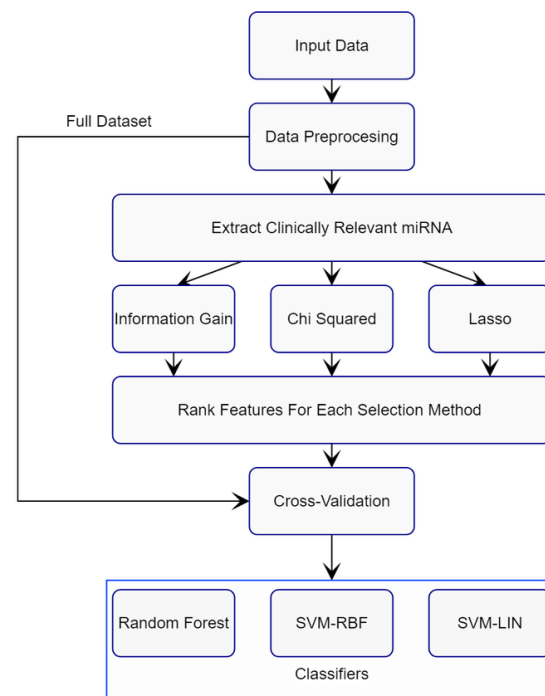 Input Data
Full Dataset
Data Preprocesing
Extract Clinically Relevant miRNA
Information Gain
Chi Squared
Lasso
Rank Features For Each Selection Method
Cross-Validation
Random Forest
SVM-RBF
SVM-LIN
Classifiers